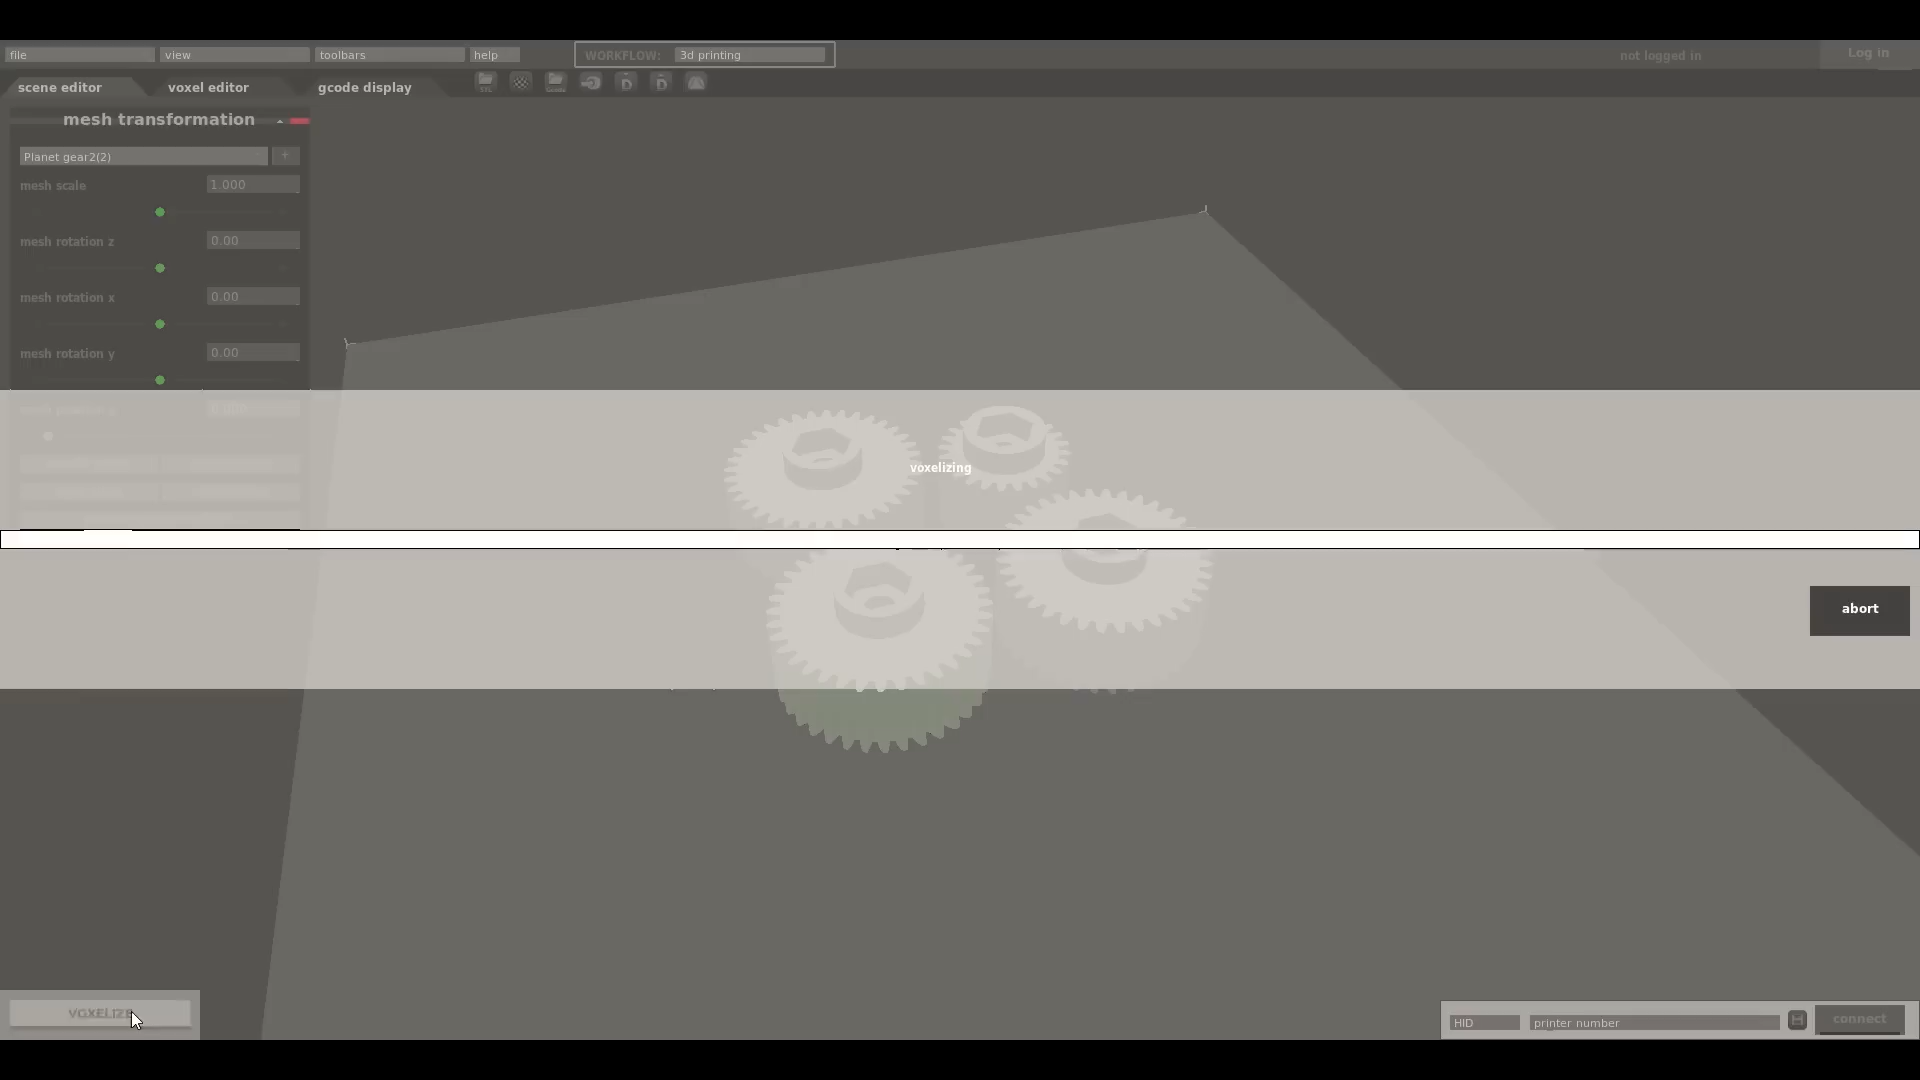 file view toolbars help WORKFLOW: 3d printing not logged in Log in
scene editor voxel editor gcode display
mesh transformation
Planet gear2(2) +
mesh scale 1.000
mesh rotation z 0.00
mesh rotation x 0.00
mesh rotation y 0.00
voxelizing
abort
VOXELIZE
HID printer number connect